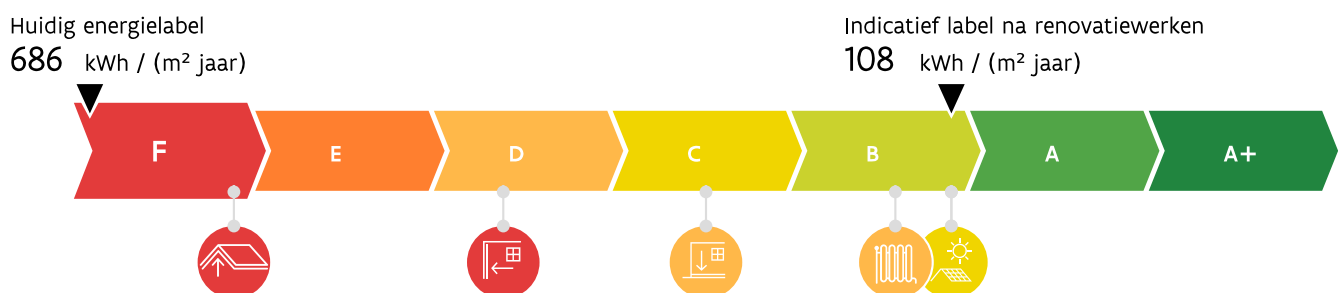 Huidig energielabel
686 kWh / (m² jaar)
Indicatief label na renovatiewerken
108 kWh / (m² jaar)
F E D C B A A+